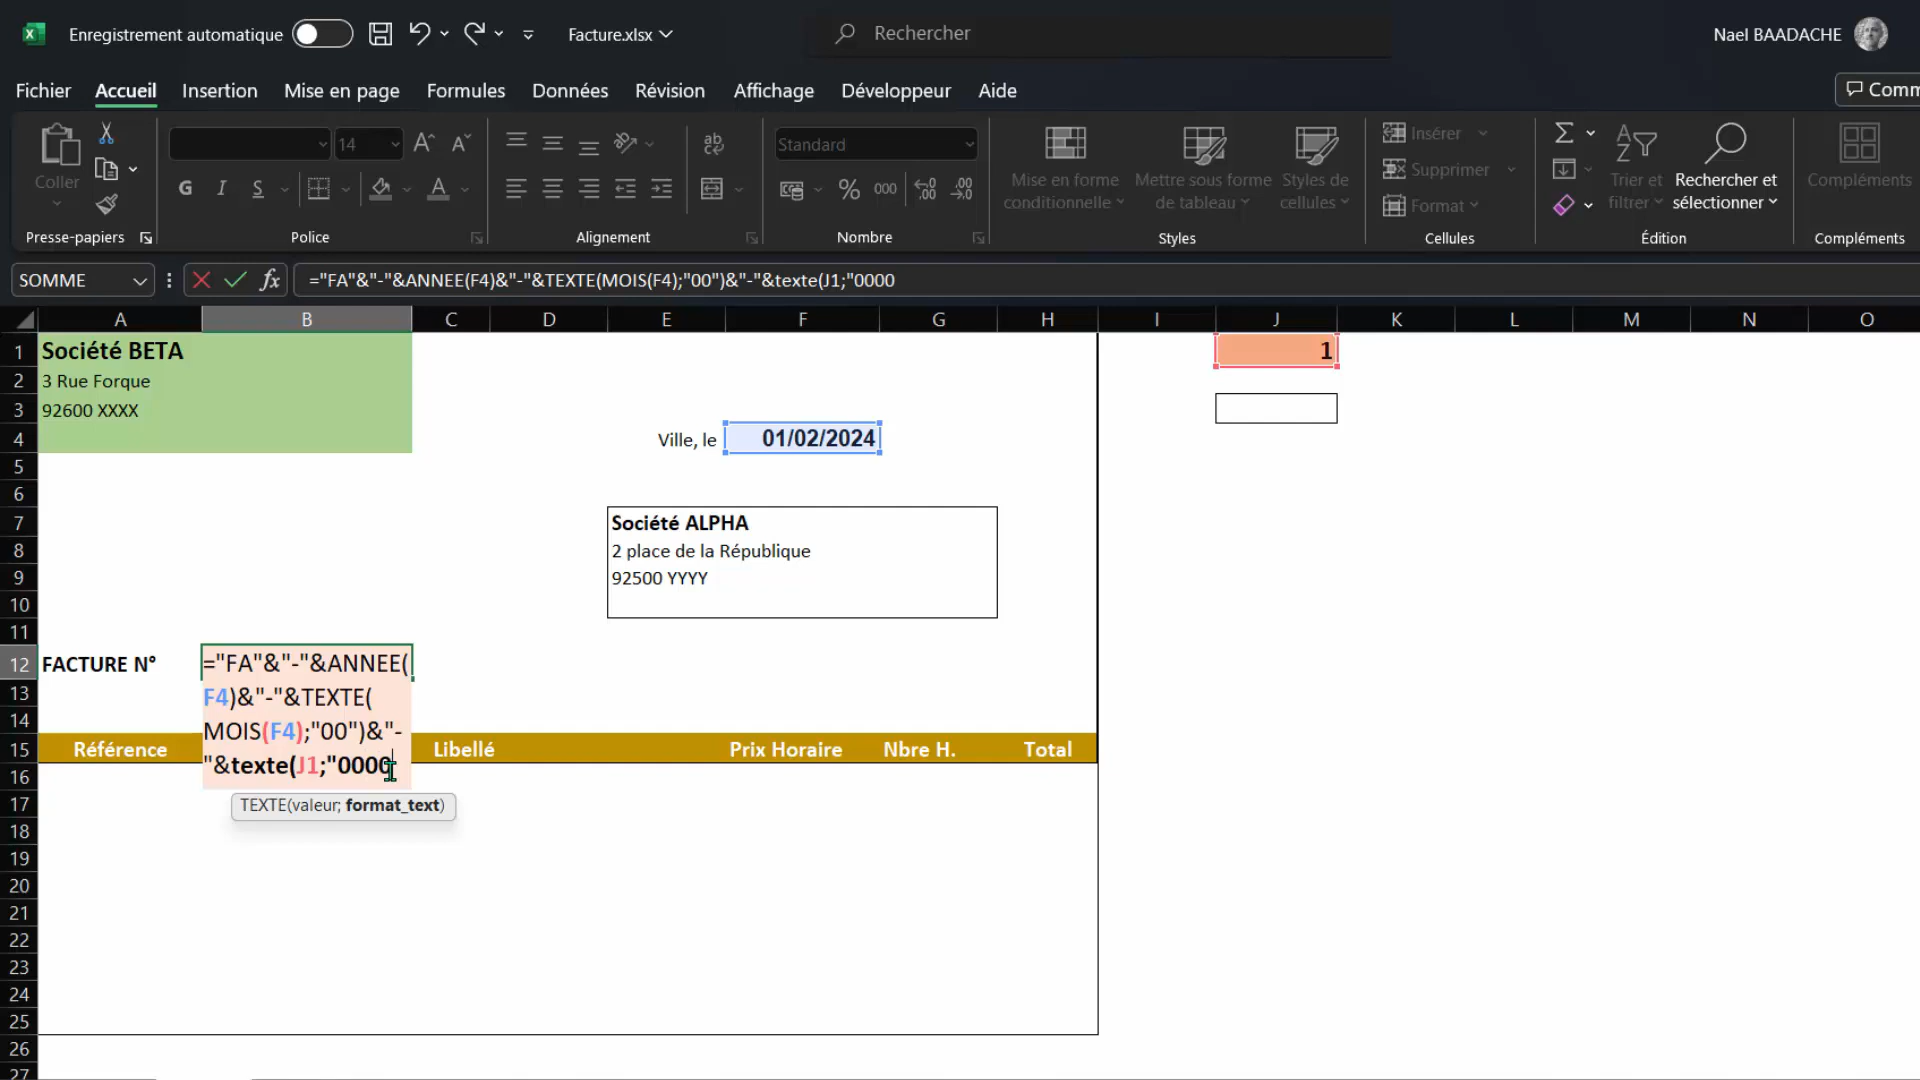 Enregistrement automatique Facture.xlsx Rechercher Nael BAADACHE
Fichier Accueil Insertion Mise en page Formules Données Révision Affichage Développeur Aide Comm
Coller 14 Standard Mise en forme conditionnelle Mettre sous forme de tableau Styles de cellules Insérer Supprimer Format Trier et filtrer Rechercher et sélectionner Compléments
G I S % 000
Presse-papiers Police Alignement Nombre Styles Cellules Édition Compléments
SOMME fx ="FA"&"-"&ANNEE(F4)&"-"&TEXTE(MOIS(F4);"00")&"-"&texte(J1;"0000
A B C D E F G H I J K L M N O
1 Société BETA 1
2 3 Rue Forque
3 92600 XXXX
4 Ville, le 01/02/2024
5
6
7 Société ALPHA
8 2 place de la République
9 92500 YYYY
10
11
12 FACTURE N° ="FA"&"-"&ANNEE(
13 F4)&"-"&TEXTE(
14 MOIS(F4);"00")&"-
15 Référence "&texte(J1;"0000 Libellé Prix Horaire Nbre H. Total
16
17 TEXTE(valeur; format_text)
18
19
20
21
22
23
24
25
26
27